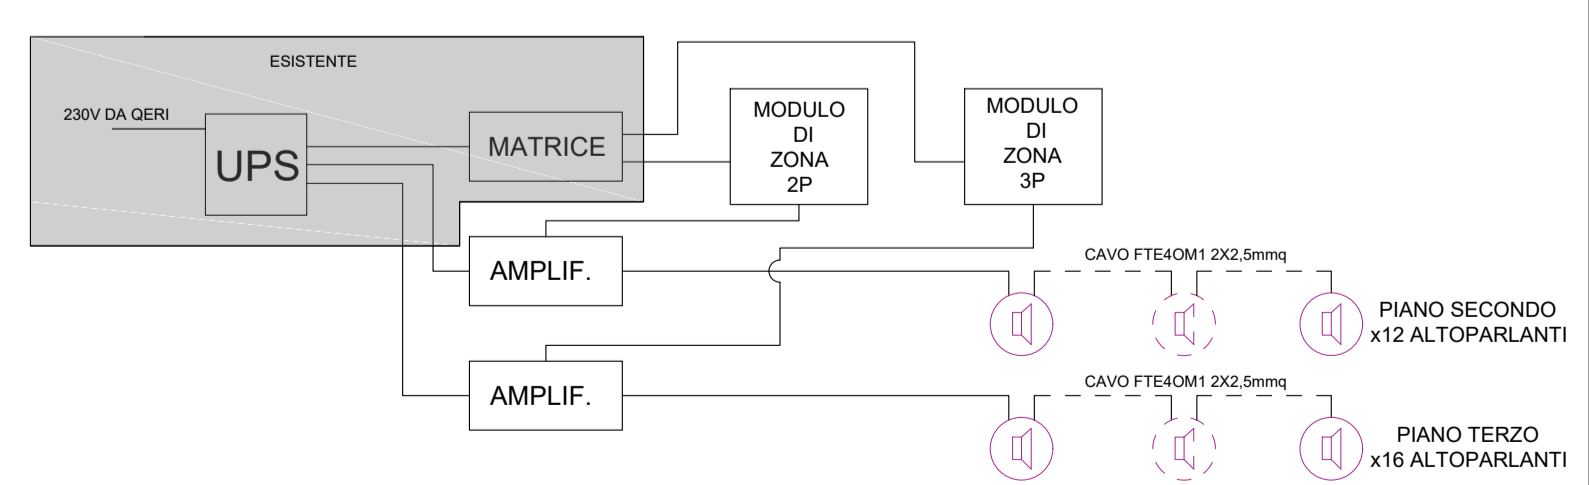 ESISTENTE
230V DA QERI
UPS
MATRICE
MODULO
DI
ZONA
2P
MODULO
DI
ZONA
3P
AMPLIF.
CAVO FTE4OM1 2X2,5mmq
PIANO SECONDO
x12 ALTOPARLANTI
AMPLIF.
CAVO FTE4OM1 2X2,5mmq
PIANO TERZO
x16 ALTOPARLANTI